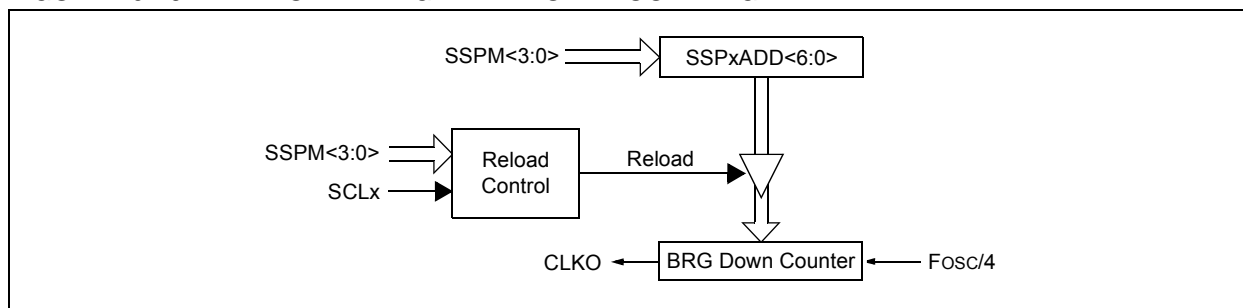 SSPM<3:0>
SSPxADD<6:0>
SSPM<3:0>
SCLx
Reload
Control
Reload
CLKO
BRG Down Counter
FOSC/4